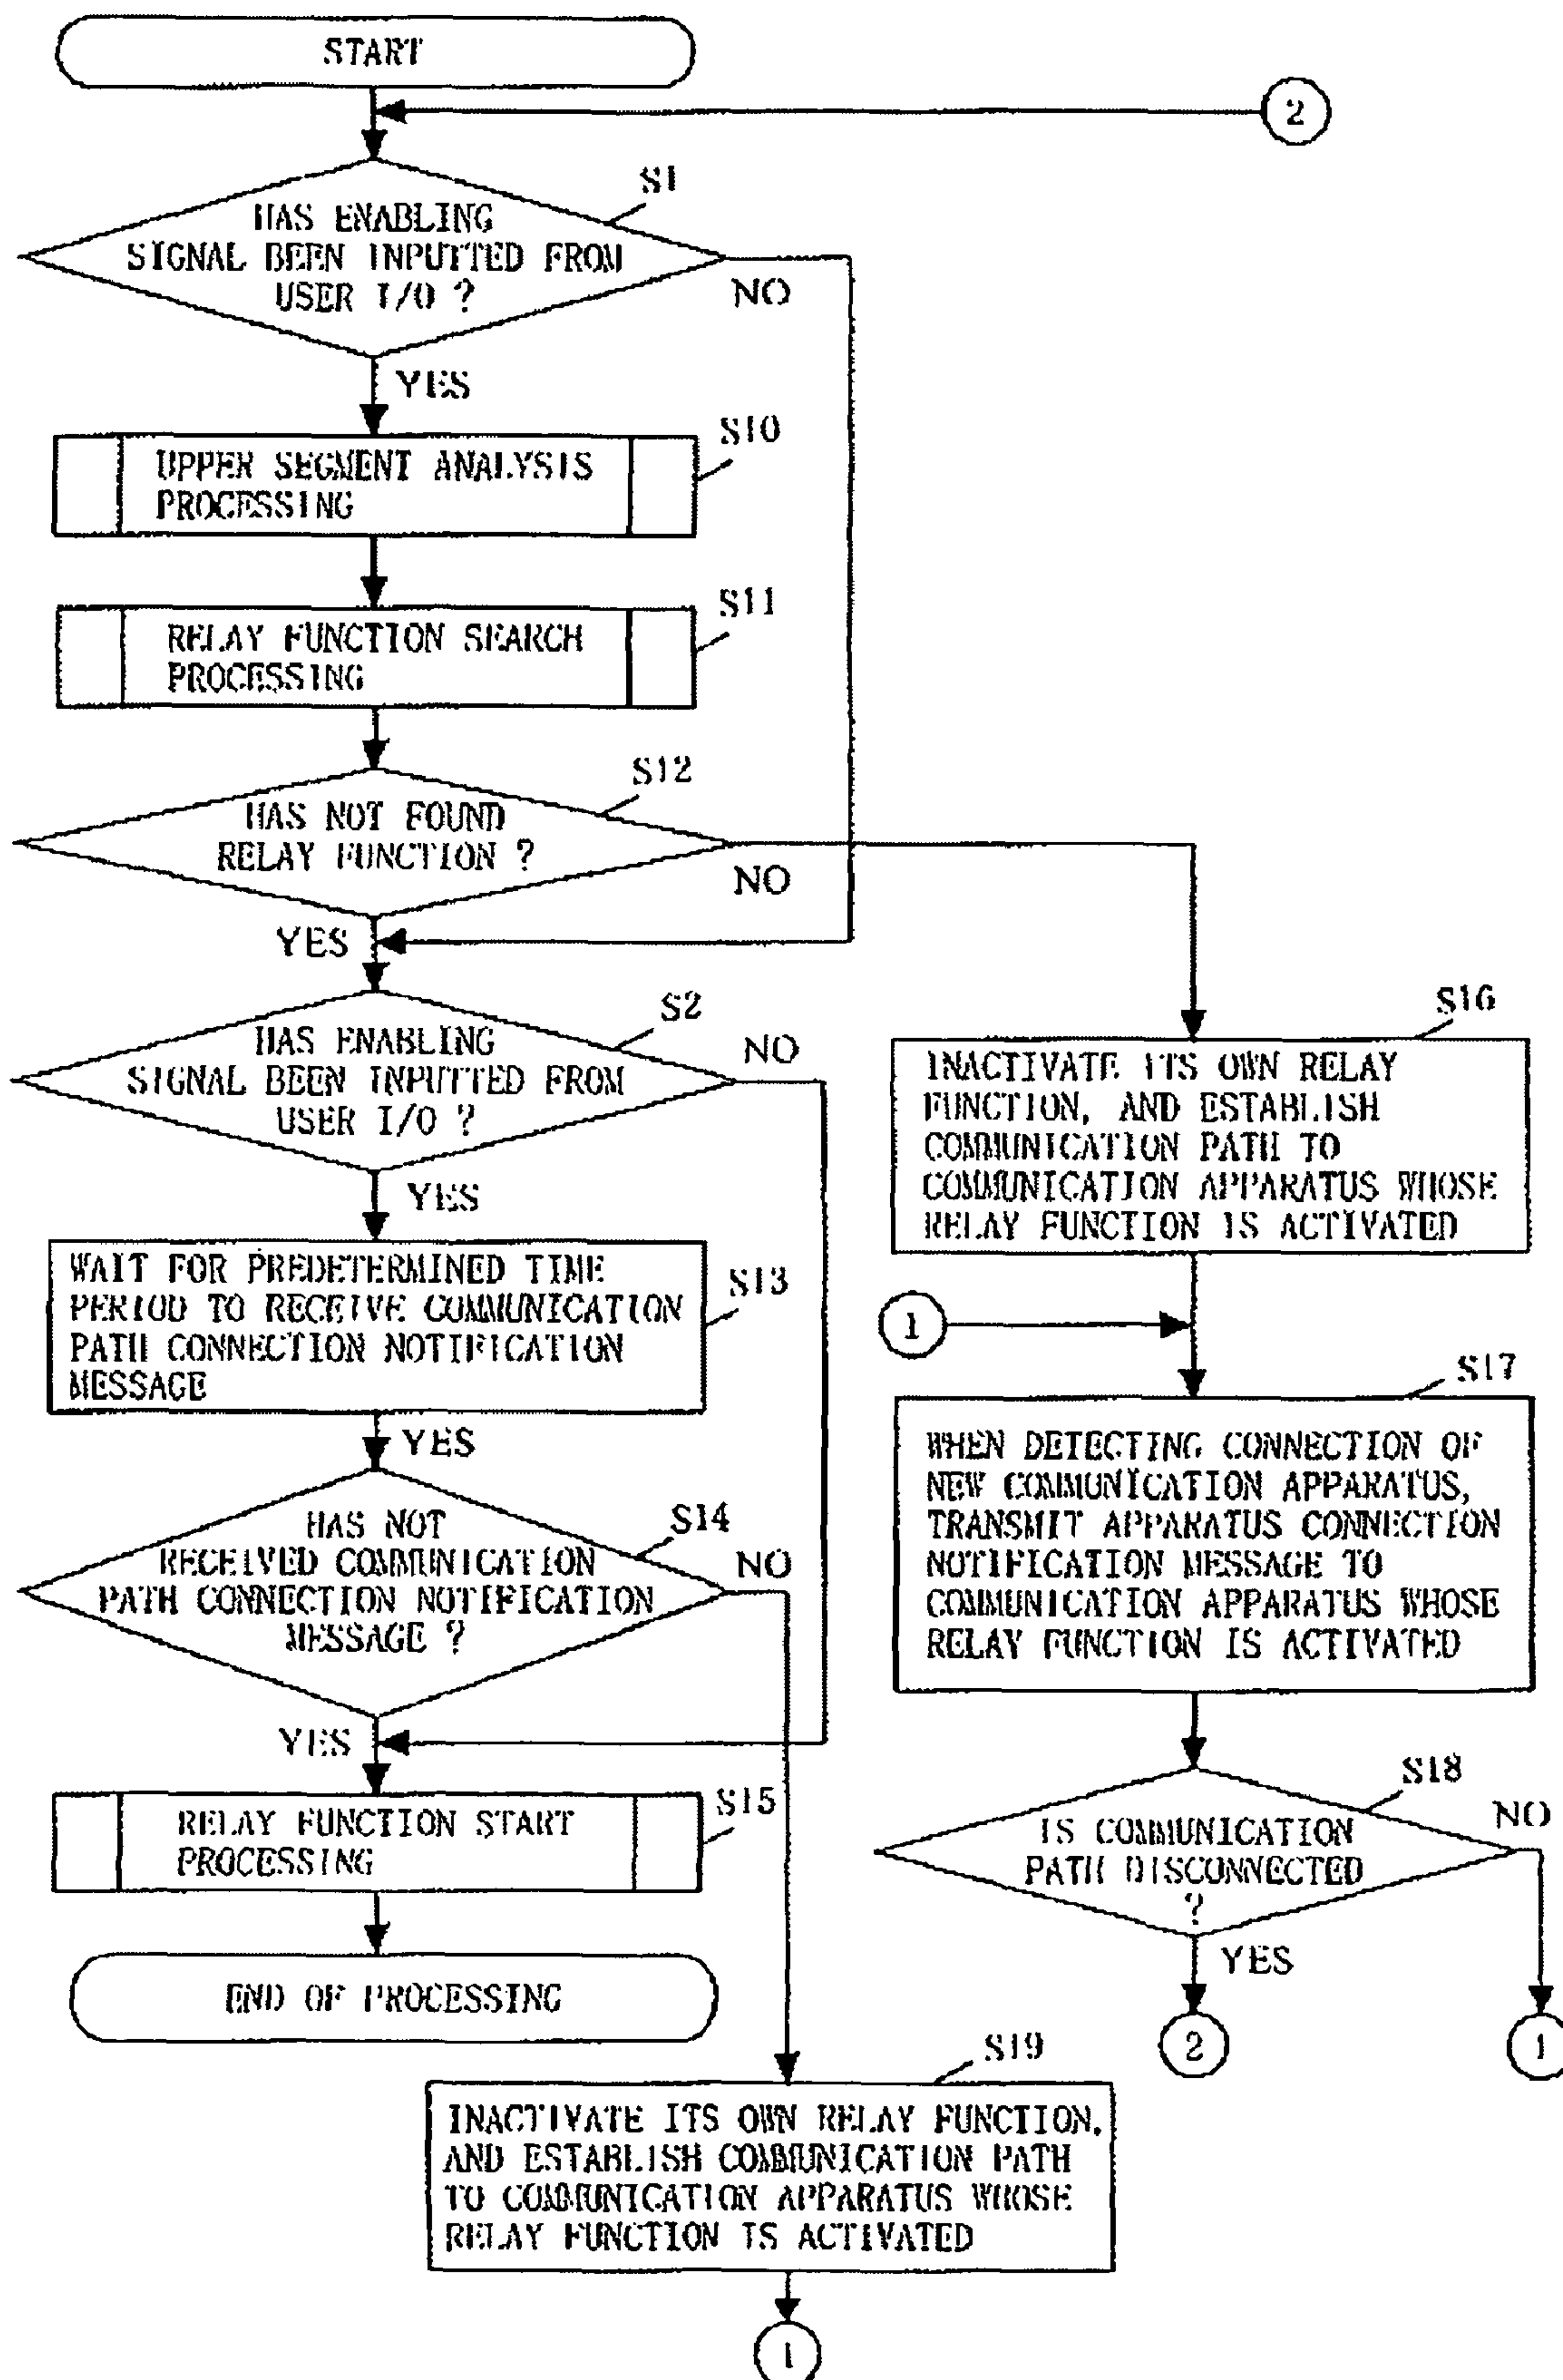 START
2
S1
HAS ENABLING
SIGNAL BEEN INPUTTED FROM
USER I/O ?
NO
YES
S10
UPPER SEGMENT ANALYSIS
PROCESSING
S11
RELAY FUNCTION SEARCH
PROCESSING
S12
HAS NOT FOUND
RELAY FUNCTION ?
NO
YES
S2
HAS ENABLING
SIGNAL BEEN INPUTTED FROM
USER I/O ?
NO
YES
S13
WAIT FOR PREDETERMINED TIME
PERIOD TO RECEIVE COMMUNICATION
PATH CONNECTION NOTIFICATION
MESSAGE
YES
S14
HAS NOT
RECEIVED COMMUNICATION
PATH CONNECTION NOTIFICATION
MESSAGE ?
NO
YES
S15
RELAY FUNCTION START
PROCESSING
END OF PROCESSING
S16
INACTIVATE ITS OWN RELAY
FUNCTION, AND ESTABLISH
COMMUNICATION PATH TO
COMMUNICATION APPARATUS WHOSE
RELAY FUNCTION IS ACTIVATED
1
S17
WHEN DETECTING CONNECTION OF
NEW COMMUNICATION APPARATUS,
TRANSMIT APPARATUS CONNECTION
NOTIFICATION MESSAGE TO
COMMUNICATION APPARATUS WHOSE
RELAY FUNCTION IS ACTIVATED
S18
IS COMMUNICATION
PATH DISCONNECTED
?
NO
YES
2
1
S19
INACTIVATE ITS OWN RELAY FUNCTION,
AND ESTABLISH COMMUNICATION PATH
TO COMMUNICATION APPARATUS WHOSE
RELAY FUNCTION IS ACTIVATED
1